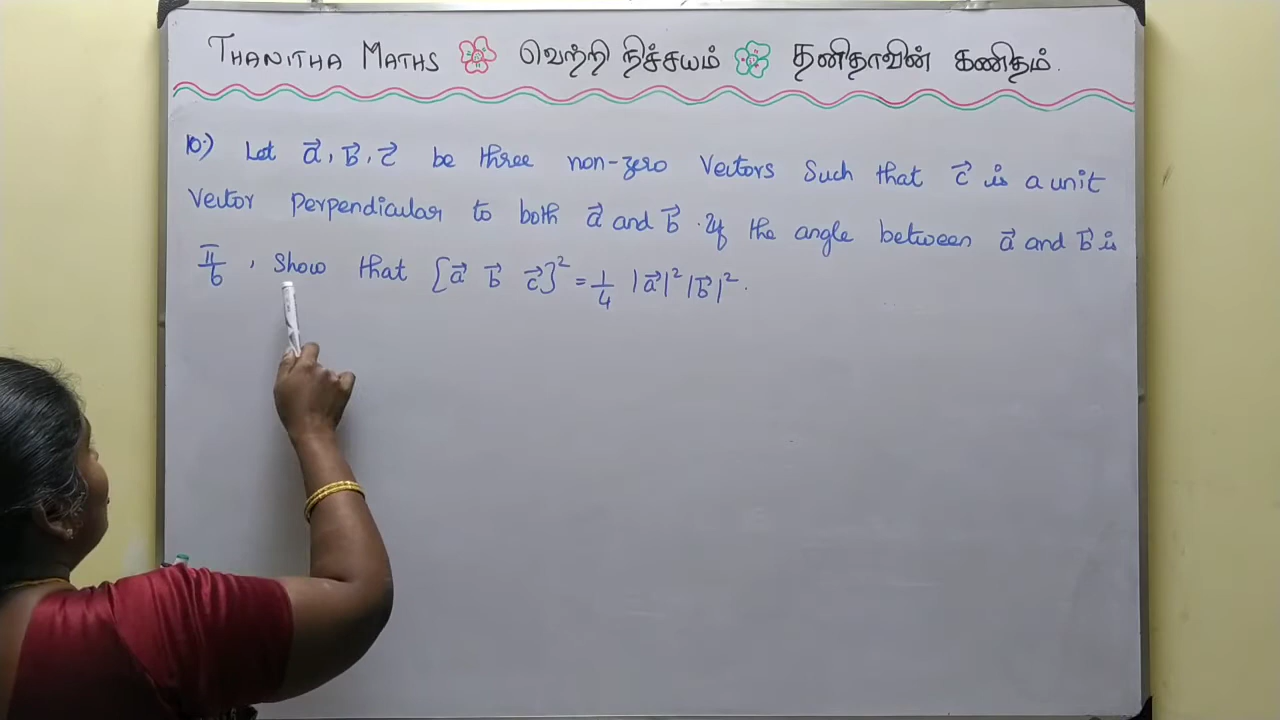 THANITHA MATHS வெற்றி நிச்சயம் தனிதாவின் கணிதம்.
10.) Let a⃗, b⃗, c⃗ be three non-zero vectors such that c⃗ is a unit
vector perpendicular to both a⃗ and b⃗. If the angle between a⃗ and b⃗ is
π/6, show that [a⃗ b⃗ c⃗]² = 1/4 |a⃗|² |b⃗|².